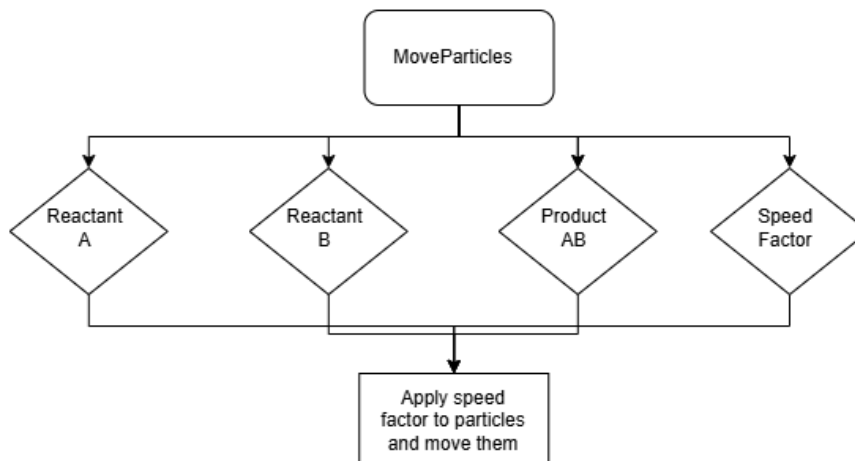 MoveParticles
Reactant
A
Reactant
B
Product
AB
Speed
Factor
Apply speed
factor to particles
and move them